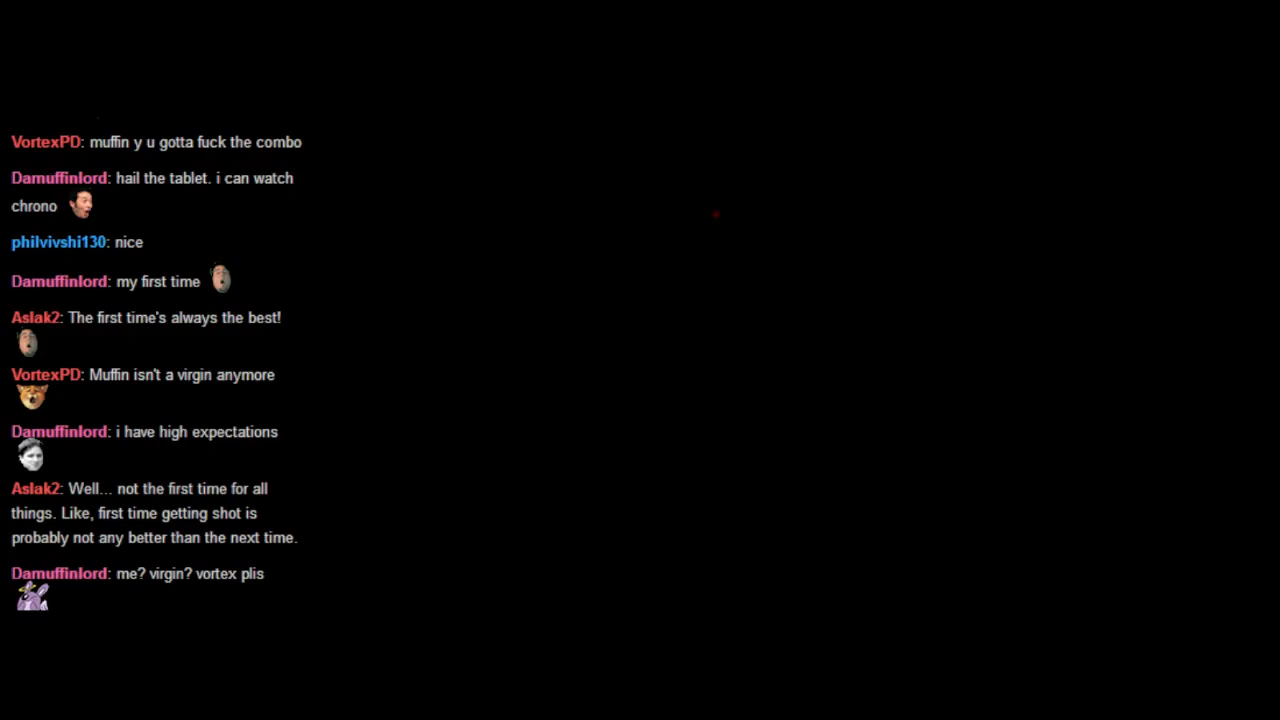 VortexPD: muffin y u gotta fuck the combo
Damuffinlord: hail the tablet. i can watch
chrono
philvivshi130: nice
Damuffinlord: my first time
Aslak2: The first time's always the best!
VortexPD: Muffin isn't a virgin anymore
Damuffinlord: i have high expectations
Aslak2: Well... not the first time for all
things. Like, first time getting shot is
probably not any better than the next time.
Damuffinlord: me? virgin? vortex plis